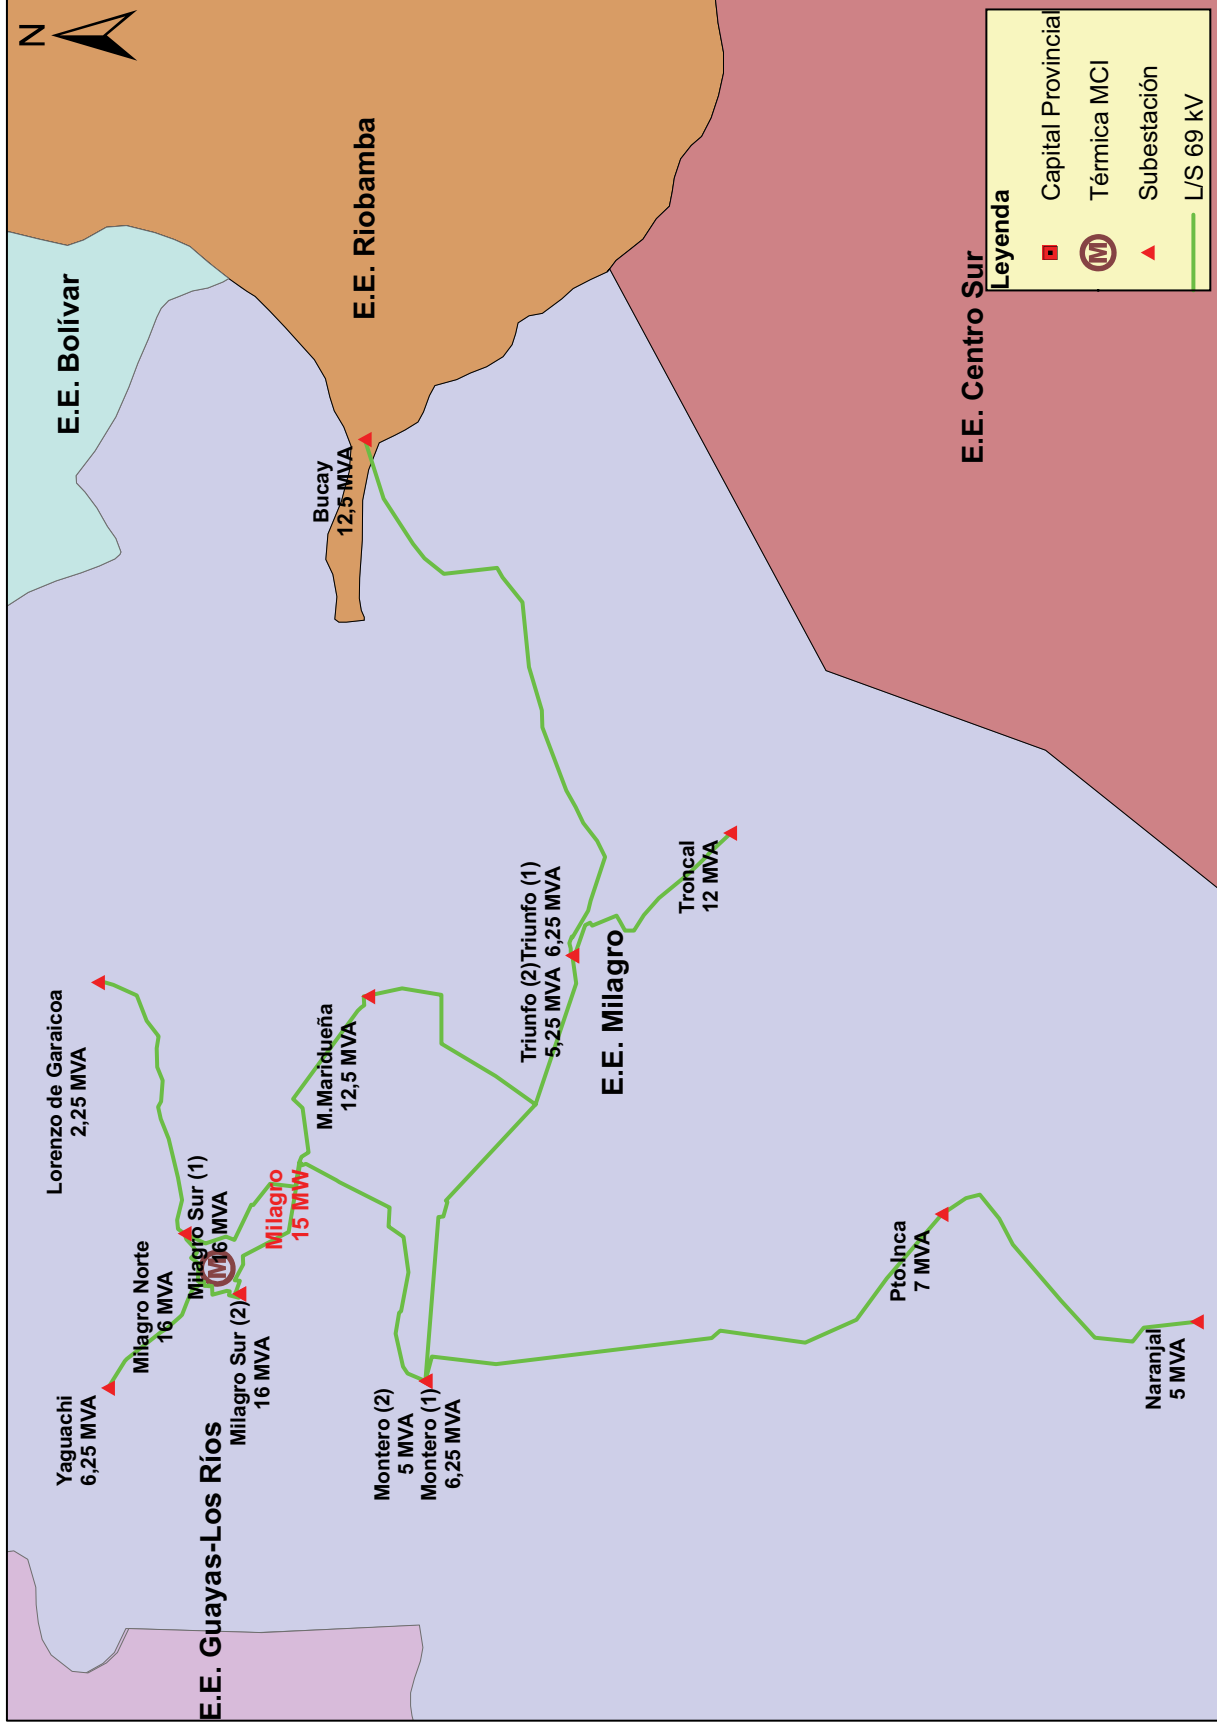 N
E.E. Bolívar
E.E. Riobamba
Bucay
12,5 MVA
E.E. Centro Sur
Lorenzo de Garaicoa
2,25 MVA
Yaguachi
6,25 MVA
Milagro Norte
16 MVA
Milagro Sur (1)
16 MVA
M
Milagro Sur (2)
16 MVA
Milagro
15 MW
M.Maridueña
12,5 MVA
E.E. Guayas-Los Ríos
Montero (2)
5 MVA
Montero (1)
6,25 MVA
Triunfo (2) Triunfo (1)
5,25 MVA 6,25 MVA
E.E. Milagro
Troncal
12 MVA
Pto.Inca
7 MVA
Naranjal
5 MVA
Leyenda
Capital Provincial
M Térmica MCI
Subestación
L/S 69 kV